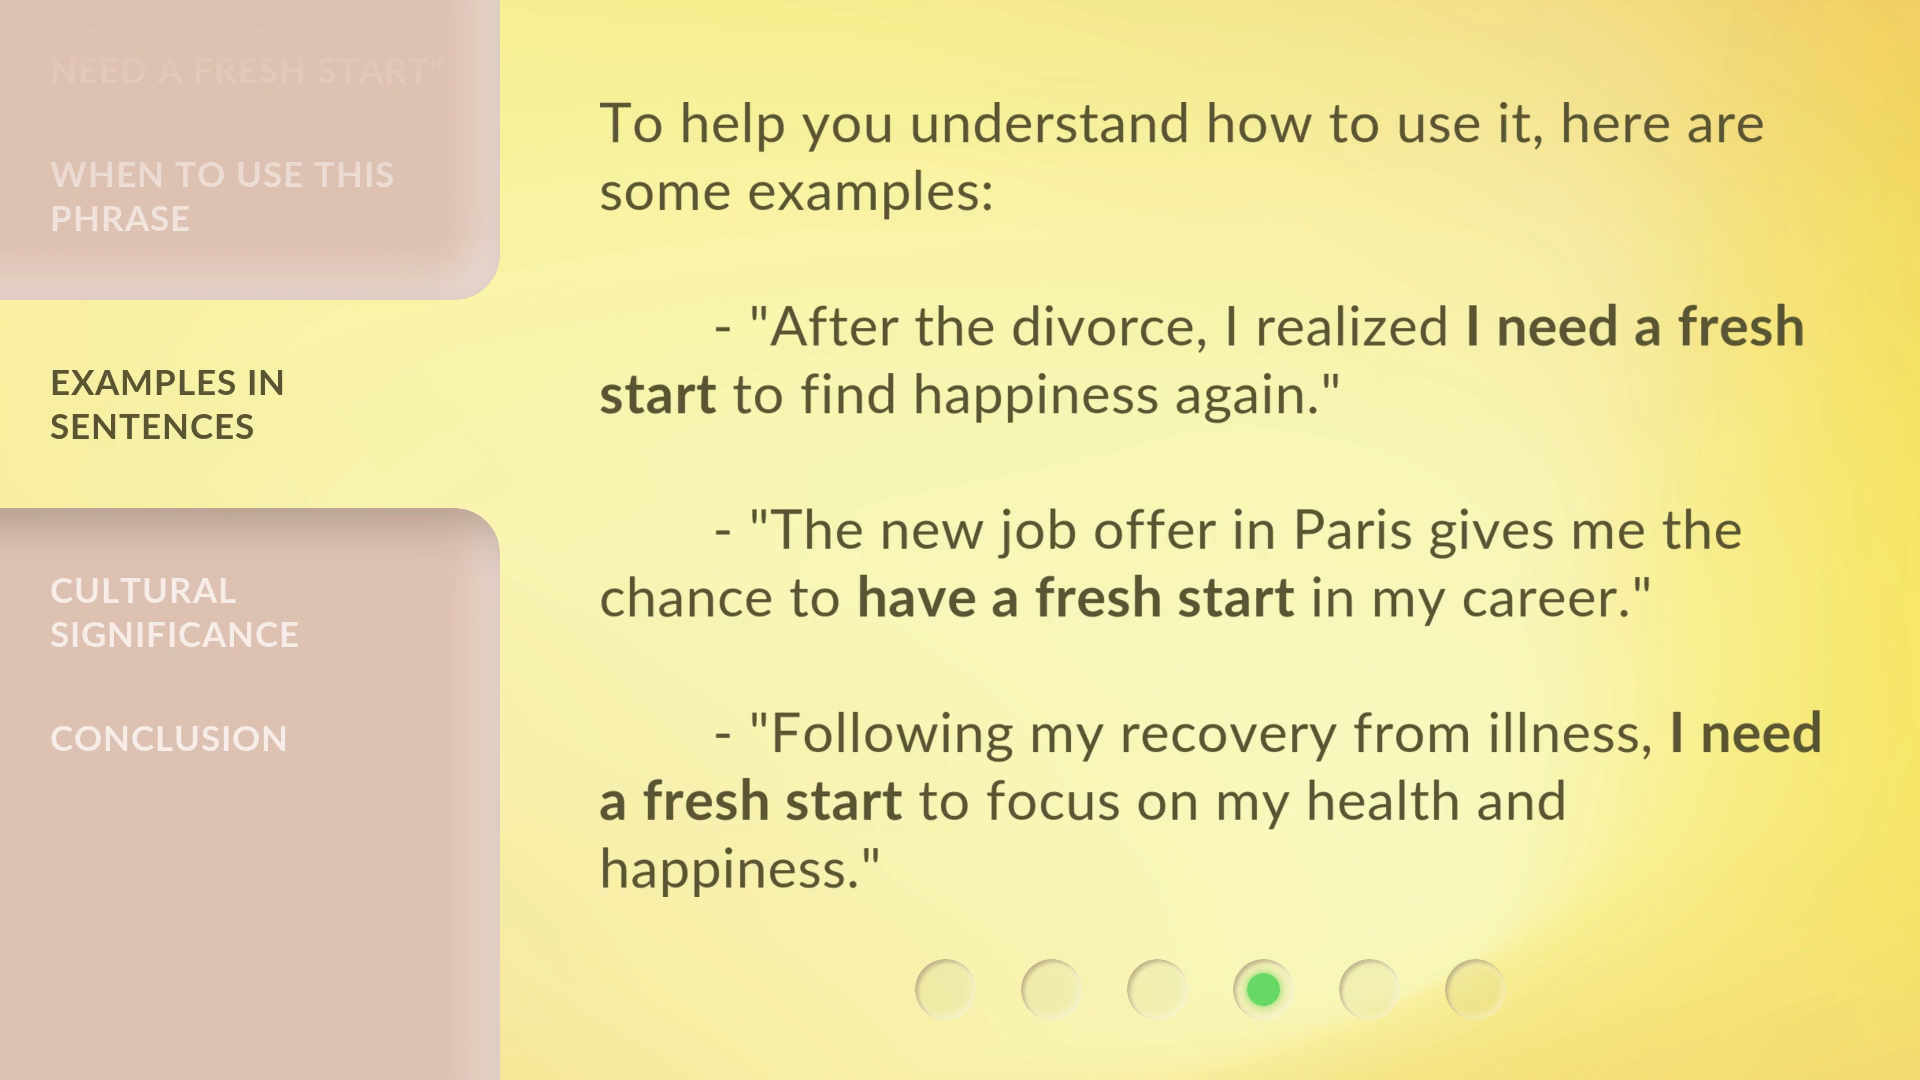 NEED A FRESH START"
WHEN TO USE THIS
PHRASE
EXAMPLES IN
SENTENCES
CULTURAL
SIGNIFICANCE
CONCLUSION
To help you understand how to use it, here are
some examples:
- "After the divorce, I realized I need a fresh
start to find happiness again."
- "The new job offer in Paris gives me the
chance to have a fresh start in my career."
- "Following my recovery from illness, I need
a fresh start to focus on my health and
happiness."